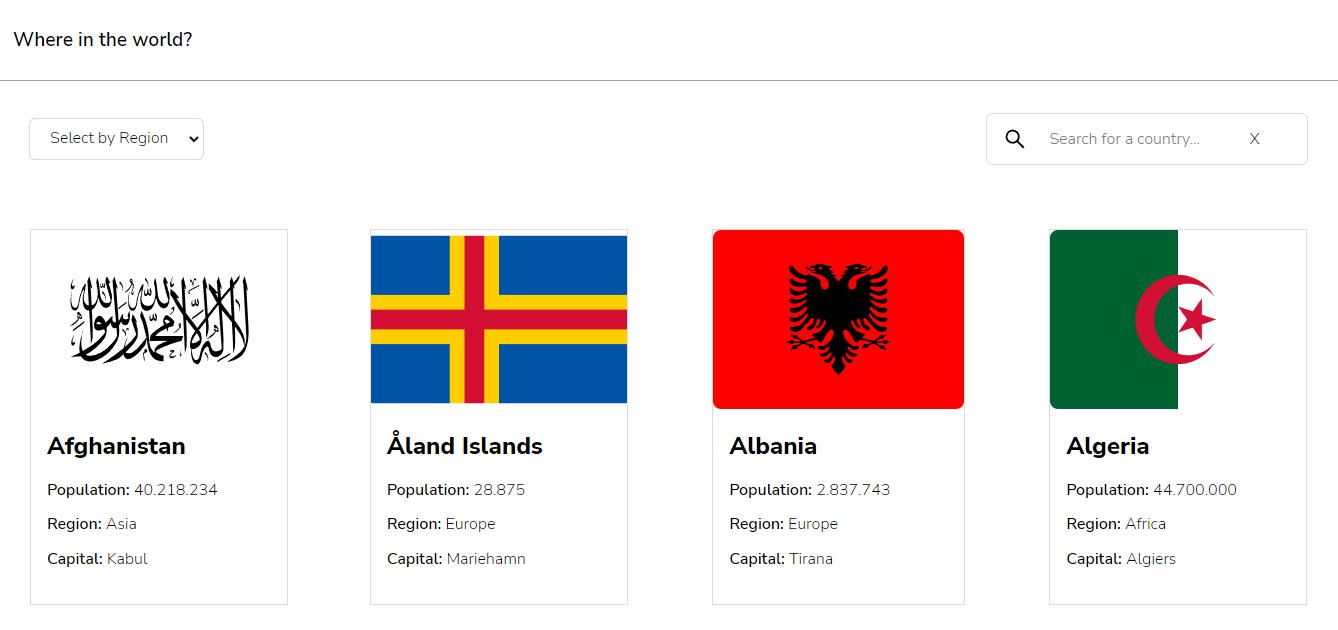 Where in the world?
Select by Region
Search for a country... X
لا إله إلا الله محمد رسول الله
Afghanistan
Population: 40.218.234
Region: Asia
Capital: Kabul
Åland Islands
Population: 28.875
Region: Europe
Capital: Mariehamn
Albania
Population: 2.837.743
Region: Europe
Capital: Tirana
Algeria
Population: 44.700.000
Region: Africa
Capital: Algiers